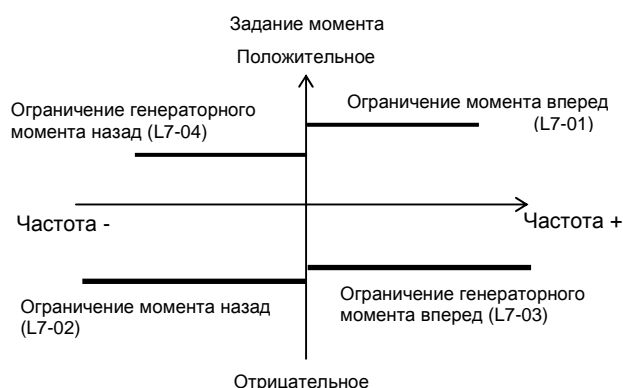 Задание момента
Положительное
Ограничение генераторного
момента назад (L7-04)
Ограничение момента вперед
(L7-01)
Частота -
Частота +
Ограничение момента назад
(L7-02)
Ограничение генераторного
момента вперед (L7-03)
Отрицательное